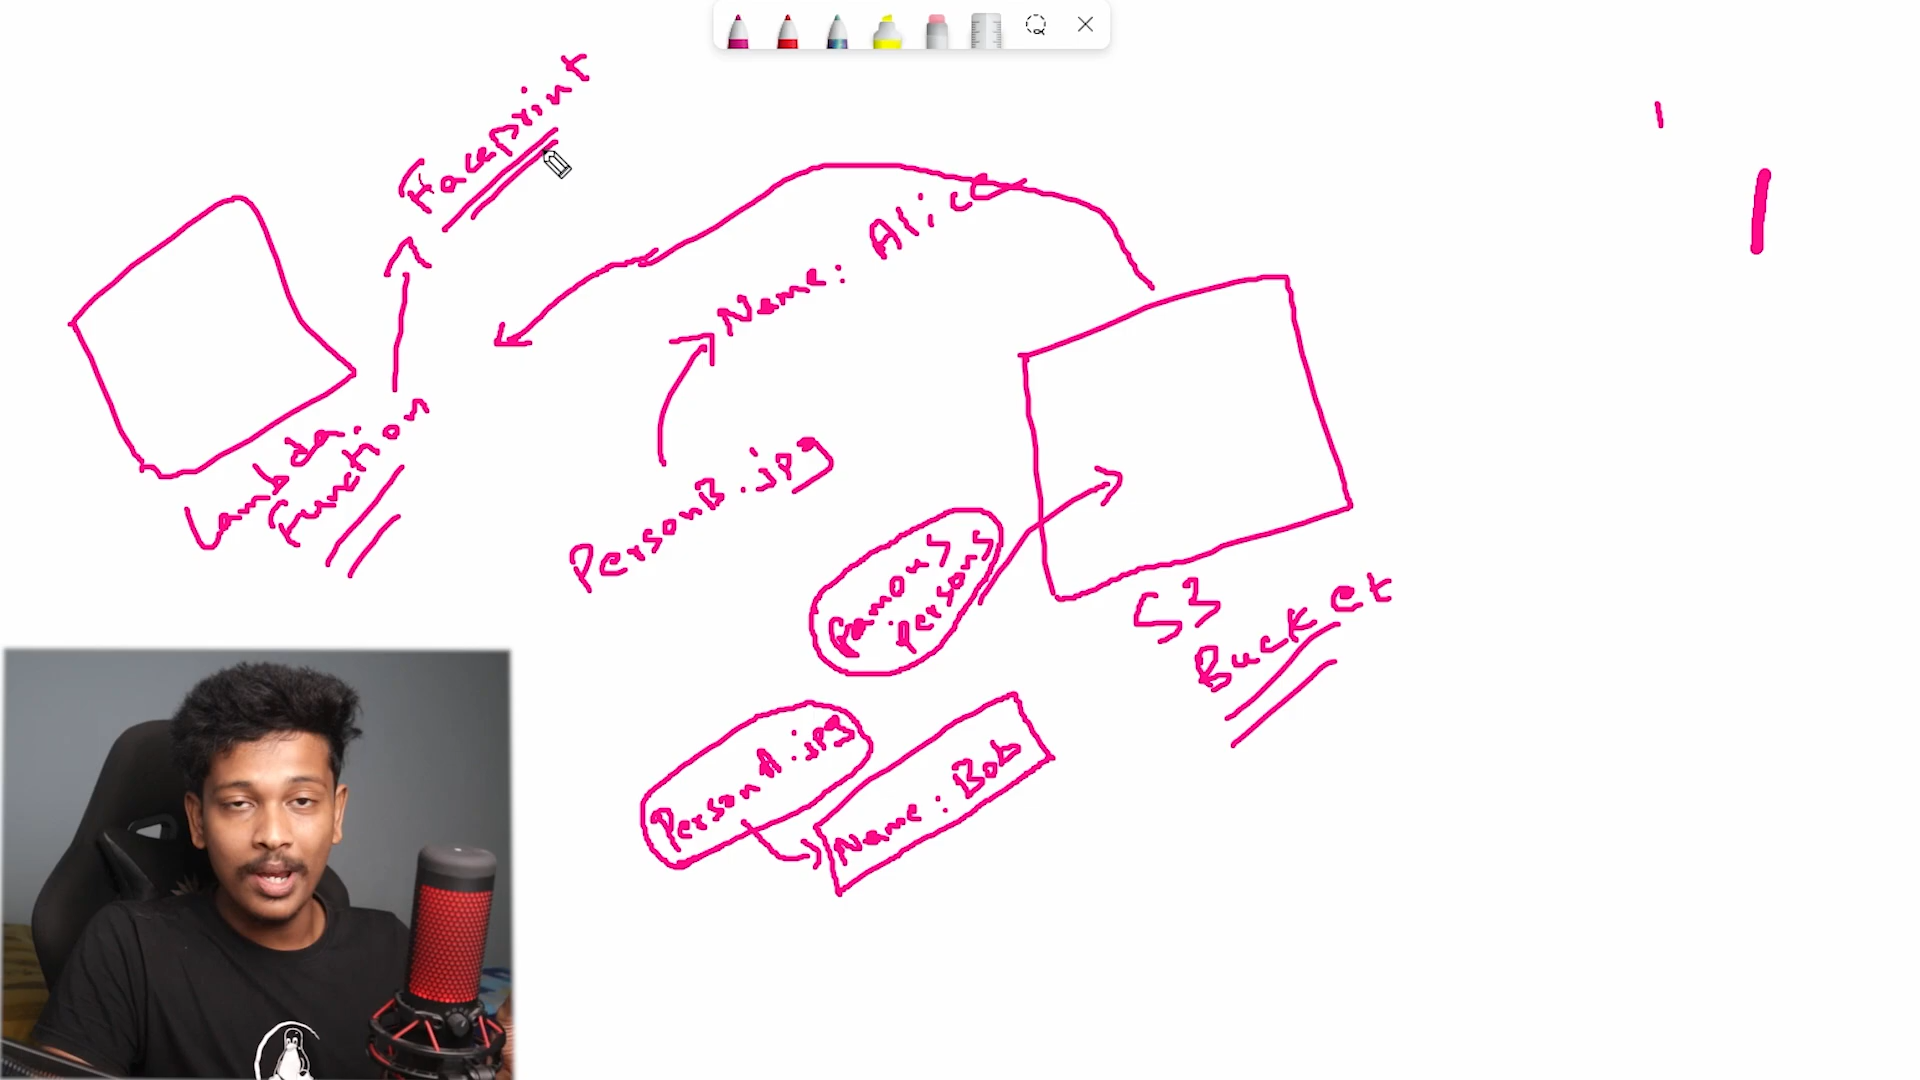 Faceprint
Name: Alice
Lambda
Function
PersonB.jpg
famous
persons
S3
Bucket
PersonA.jpg
Name: Bob